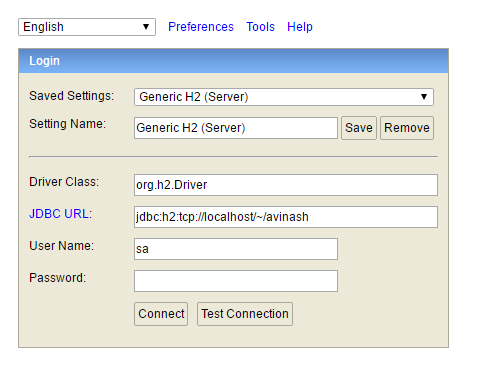 English Preferences Tools Help
Login
Saved Settings: Generic H2 (Server)
Setting Name: Generic H2 (Server) Save Remove
Driver Class: org.h2.Driver
JDBC URL: jdbc:h2:tcp://localhost/~/avinash
User Name: sa
Password:
Connect Test Connection